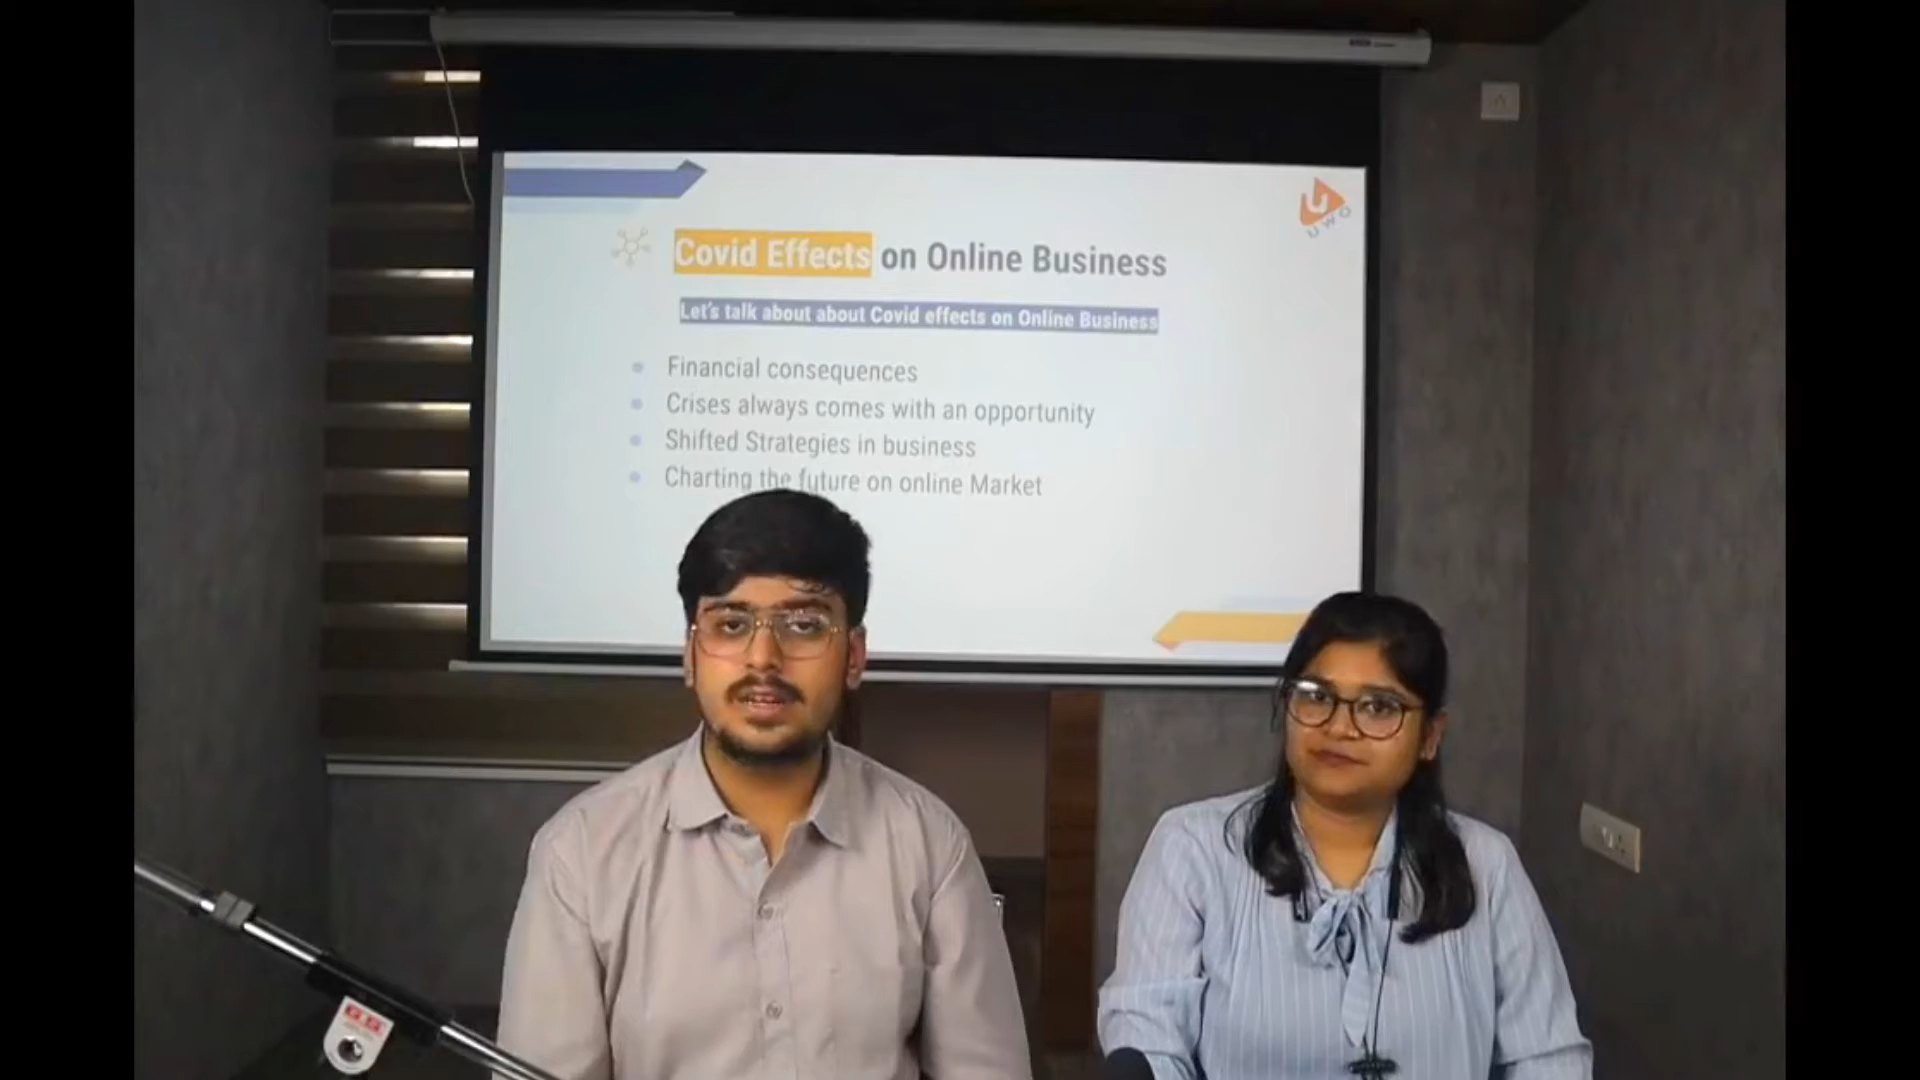 U
UWO
Covid Effects on Online Business
Let's talk about about Covid effects on Online Business
Financial consequences
Crises always comes with an opportunity
Shifted Strategies in business
Charting the future on online Market